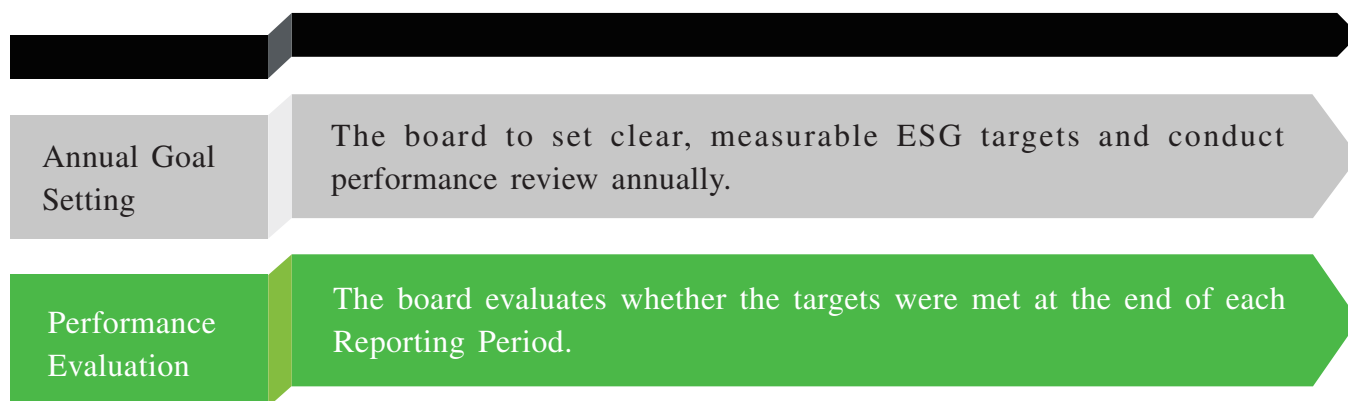 Annual Goal
Setting
The board to set clear, measurable ESG targets and conduct
performance review annually.
Performance
Evaluation
The board evaluates whether the targets were met at the end of each
Reporting Period.